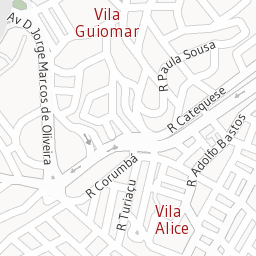 Vila
Guiomar
Av D Jorge Marcos de Oliveira
R Paula Sousa
R Catequese
R Adolfo Bastos
R Corumbá
R Turiaçu
Vila
Alice